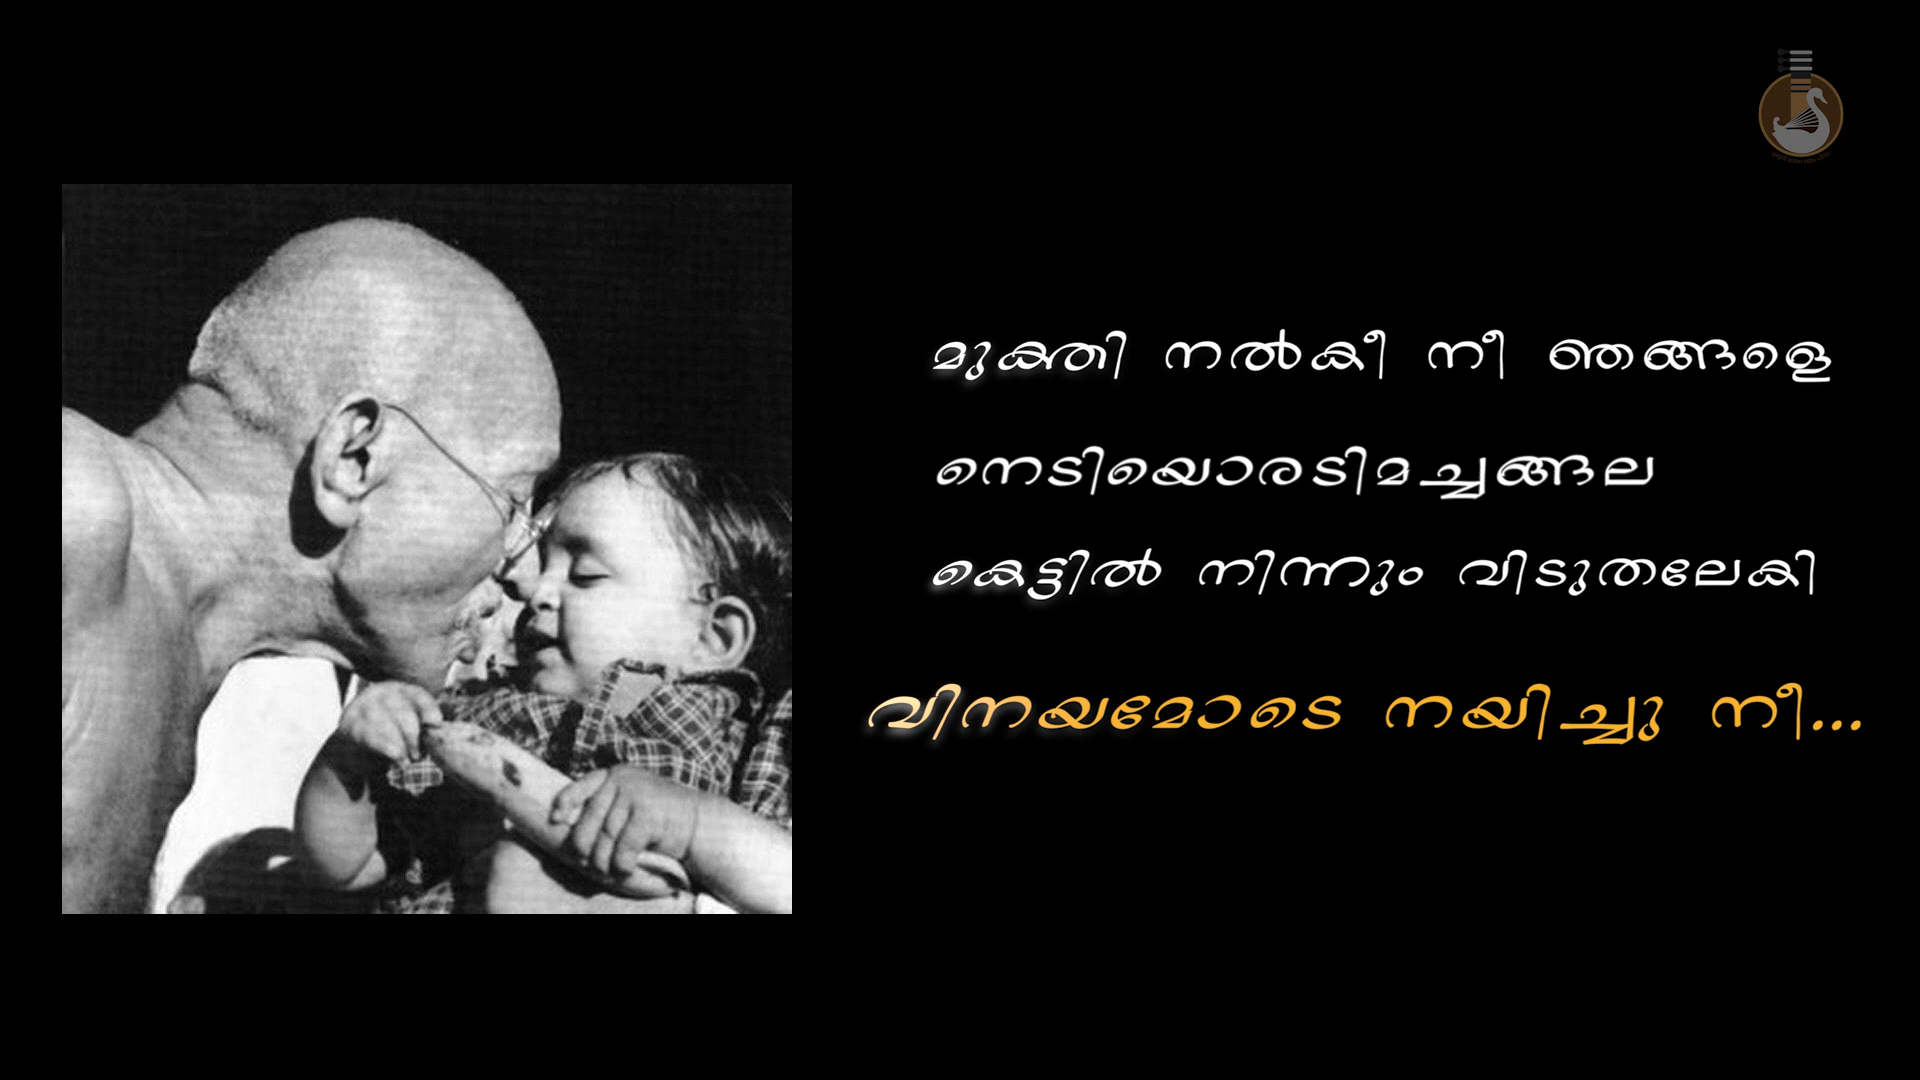 മുക്തി നൽകീ നീ ഞങ്ങളെ
നെടിയൊരടിമച്ചങ്ങല
കെട്ടിൽ നിന്നും വിടുതലേകി
വിനയമോടെ നയിച്ചു നീ...